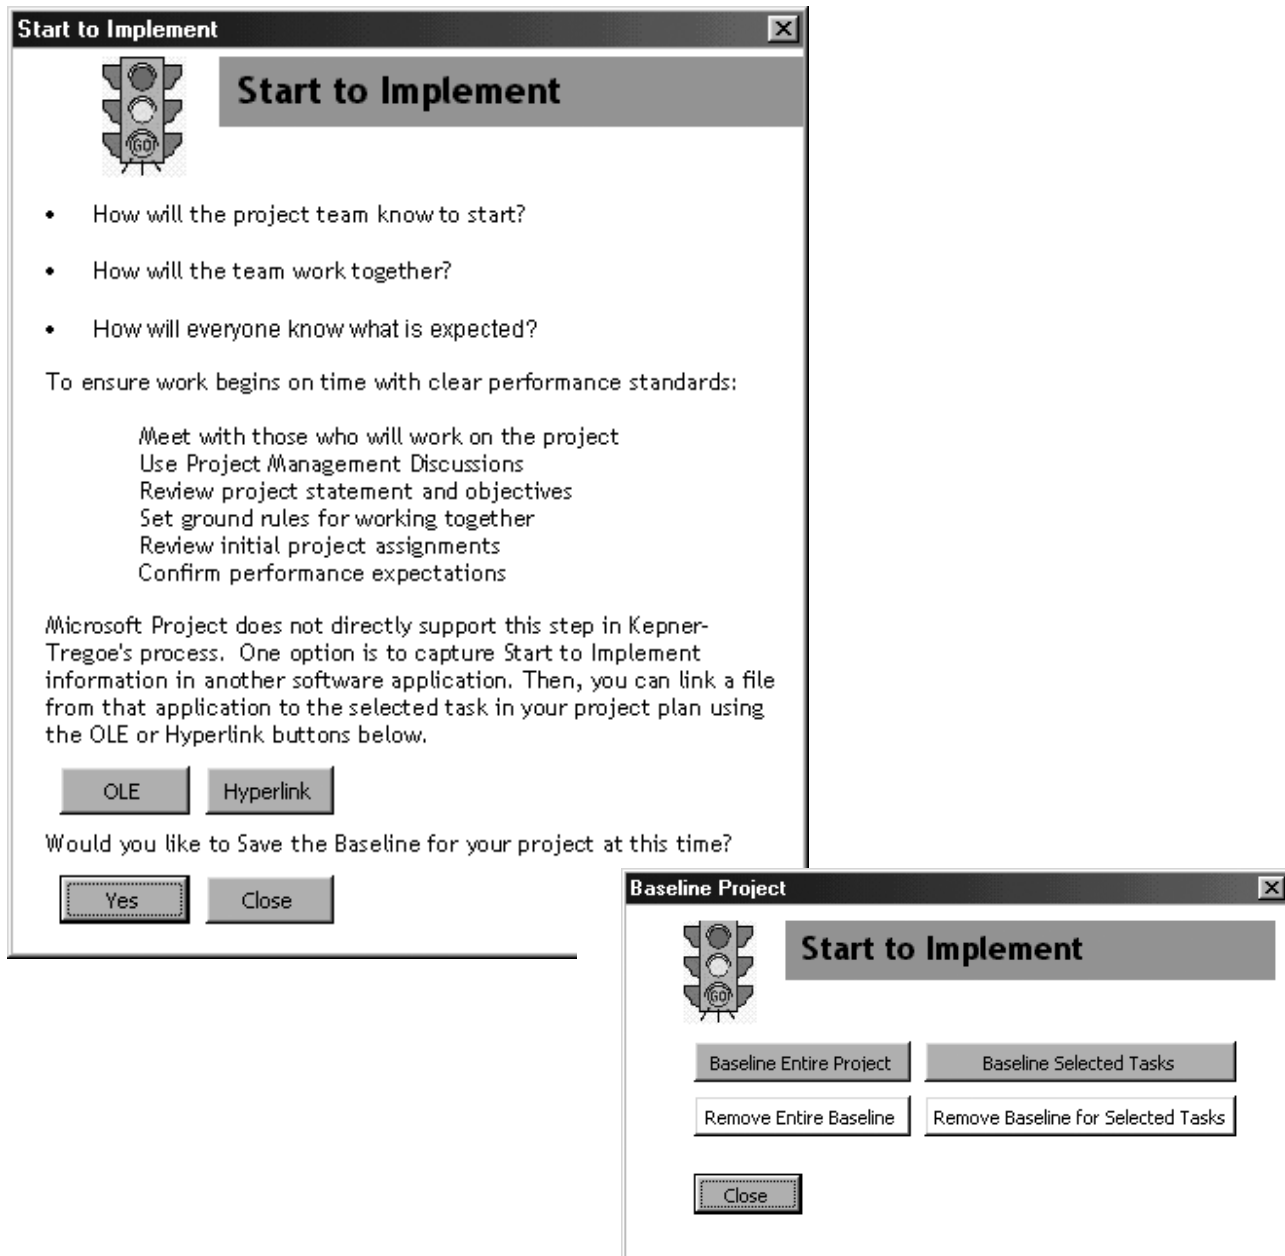 Start to Implement
Start to Implement
GO!
• How will the project team know to start?
• How will the team work together?
• How will everyone know what is expected?
To ensure work begins on time with clear performance standards:
Meet with those who will work on the project
Use Project Management Discussions
Review project statement and objectives
Set ground rules for working together
Review initial project assignments
Confirm performance expectations
Microsoft Project does not directly support this step in Kepner-
Tregoe's process.  One option is to capture Start to Implement
information in another software application. Then, you can link a file
from that application to the selected task in your project plan using
the OLE or Hyperlink buttons below.
OLE Hyperlink
Would you like to Save the Baseline for your project at this time?
Yes Close
Baseline Project
Start to Implement
GO!
Baseline Entire Project Baseline Selected Tasks
Remove Entire Baseline Remove Baseline for Selected Tasks
Close